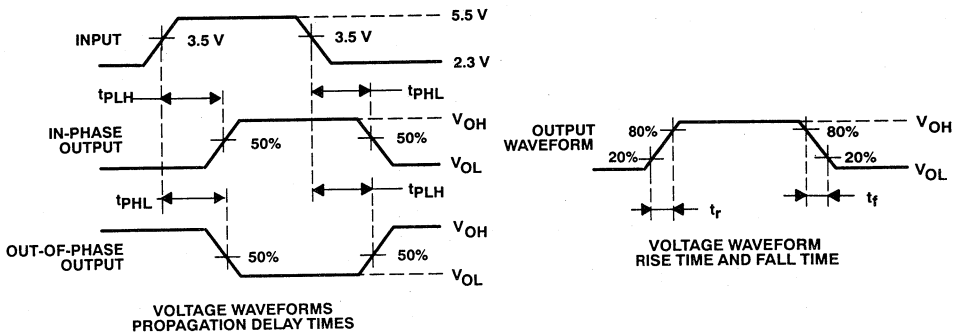 5.5 V
INPUT
3.5 V
3.5 V
2.3 V
tPLH
tPHL
IN-PHASE
OUTPUT
50%
50%
VOH
VOL
tPHL
tPLH
OUT-OF-PHASE
OUTPUT
50%
50%
VOH
VOL
VOLTAGE WAVEFORMS
PROPAGATION DELAY TIMES
OUTPUT
WAVEFORM
80%
80%
20%
20%
VOH
VOL
tr
tf
VOLTAGE WAVEFORM
RISE TIME AND FALL TIME